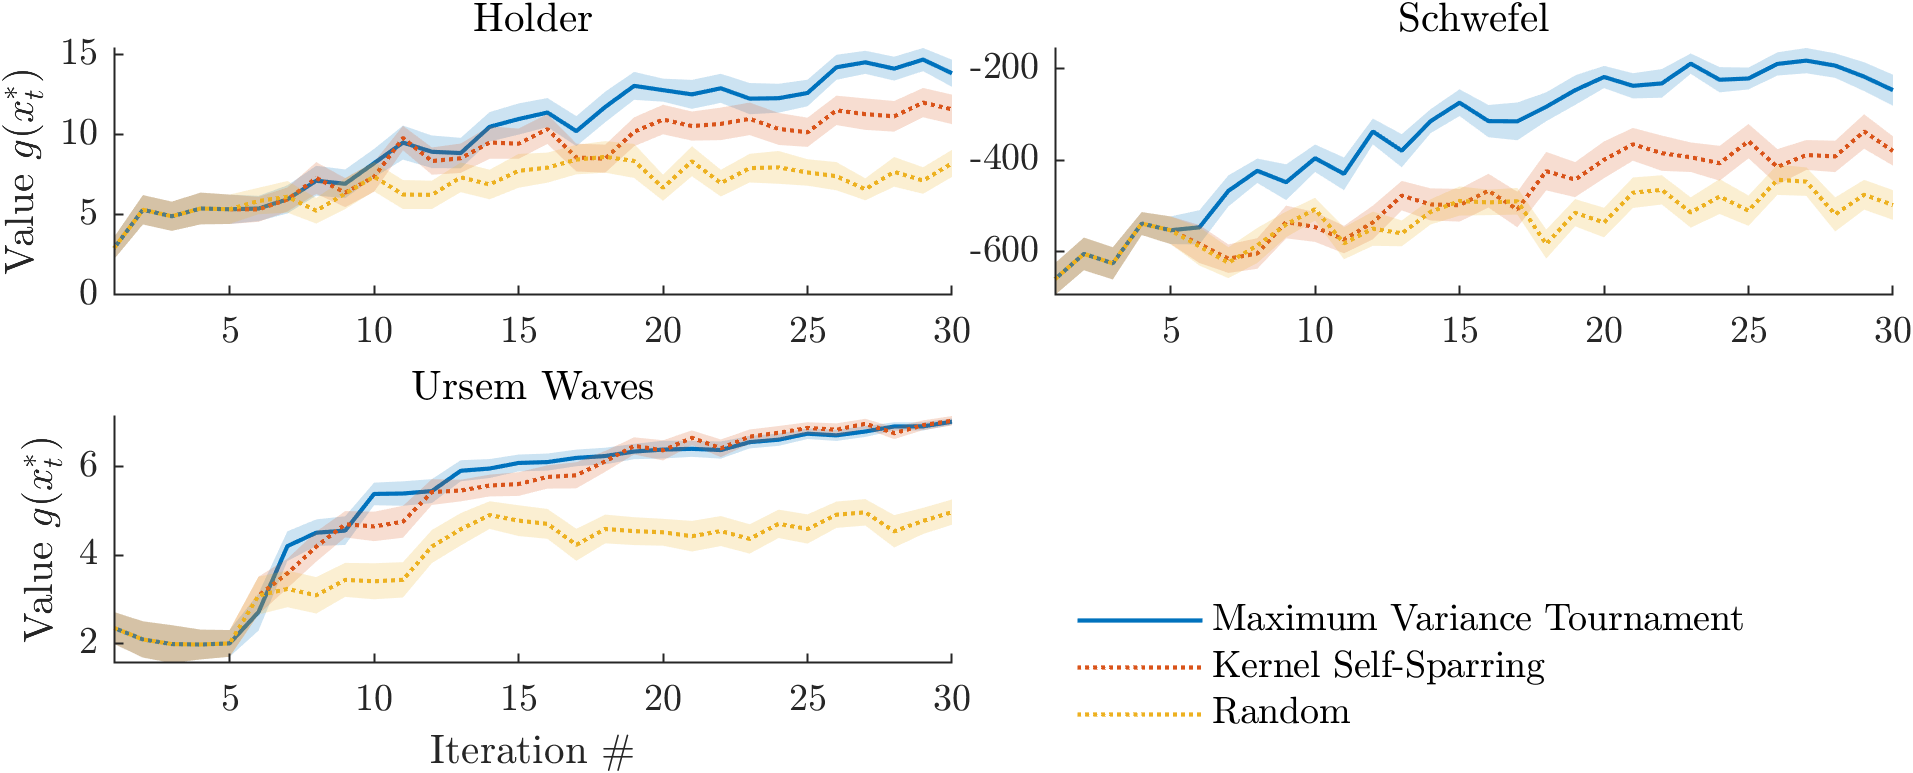 Holder
Value g(x*t)
15
10
5
0
5 10 15 20 25 30
Schwefel
-200
-400
-600
5 10 15 20 25 30
Ursem Waves
Value g(x*t)
6
4
2
5 10 15 20 25 30
Iteration #
Maximum Variance Tournament
Kernel Self-Sparring
Random